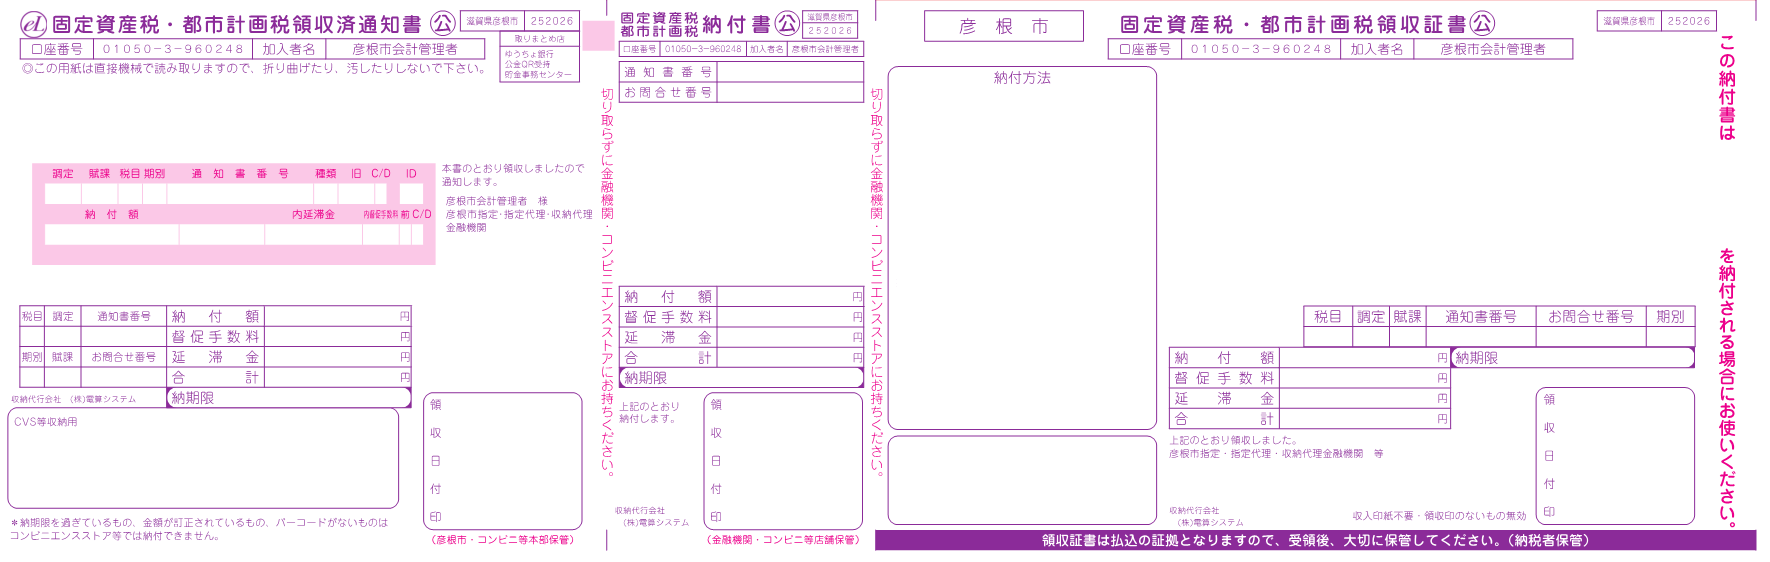 eL 固定資産税・都市計画税領収済通知書 公
滋賀県彦根市 252026
口座番号 01050-3-960248 加入者名 彦根市会計管理者
取りまとめ店
ゆうちょ銀行
公金QR受持
貯金事務センター
◎この用紙は直接機械で読み取りますので、折り曲げたり、汚したりしないで下さい。
調定 賦課 税目 期別 通知書番号 種類 旧 C/D ID
納付額 内延滞金 内督促手数料 前 C/D
本書のとおり領収しましたので
通知します。
彦根市会計管理者 様
彦根市指定・指定代理・収納代理
金融機関
税目 調定 通知書番号 納付額 円
督促手数料 円
期別 賦課 お問合せ番号 延滞金 円
合計 円
収納代行会社 (株)電算システム
納期限
CVS等収納用
領
収
日
付
印
*納期限を過ぎているもの、金額が訂正されているもの、バーコードがないものは
コンビニエンスストア等では納付できません。
(彦根市・コンビニ等本部保管)
切り取らずに金融機関・コンビニエンスストアにお持ちください。
固定資産税
都市計画税 納付書 公
滋賀県彦根市
252026
口座番号 01050-3-960248 加入者名 彦根市会計管理者
通知書番号
お問合せ番号
納付額 円
督促手数料 円
延滞金 円
合計 円
納期限
上記のとおり
納付します。
領
収
日
付
印
収納代行会社
(株)電算システム
(金融機関・コンビニ等店舗保管)
切り取らずに金融機関・コンビニエンスストアにお持ちください。
彦根市
固定資産税・都市計画税領収証書 公
滋賀県彦根市 252026
口座番号 01050-3-960248 加入者名 彦根市会計管理者
納付方法
税目 調定 賦課 通知書番号 お問合せ番号 期別
納付額 円
納期限
督促手数料 円
延滞金 円
合計 円
上記のとおり領収しました。
彦根市指定・指定代理・収納代理金融機関 等
領
収
日
付
印
収納代行会社
(株)電算システム
収入印紙不要・領収印のないもの無効
領収証書は払込の証拠となりますので、受領後、大切に保管してください。(納税者保管)
この納付書は
を納付される場合にお使いください。